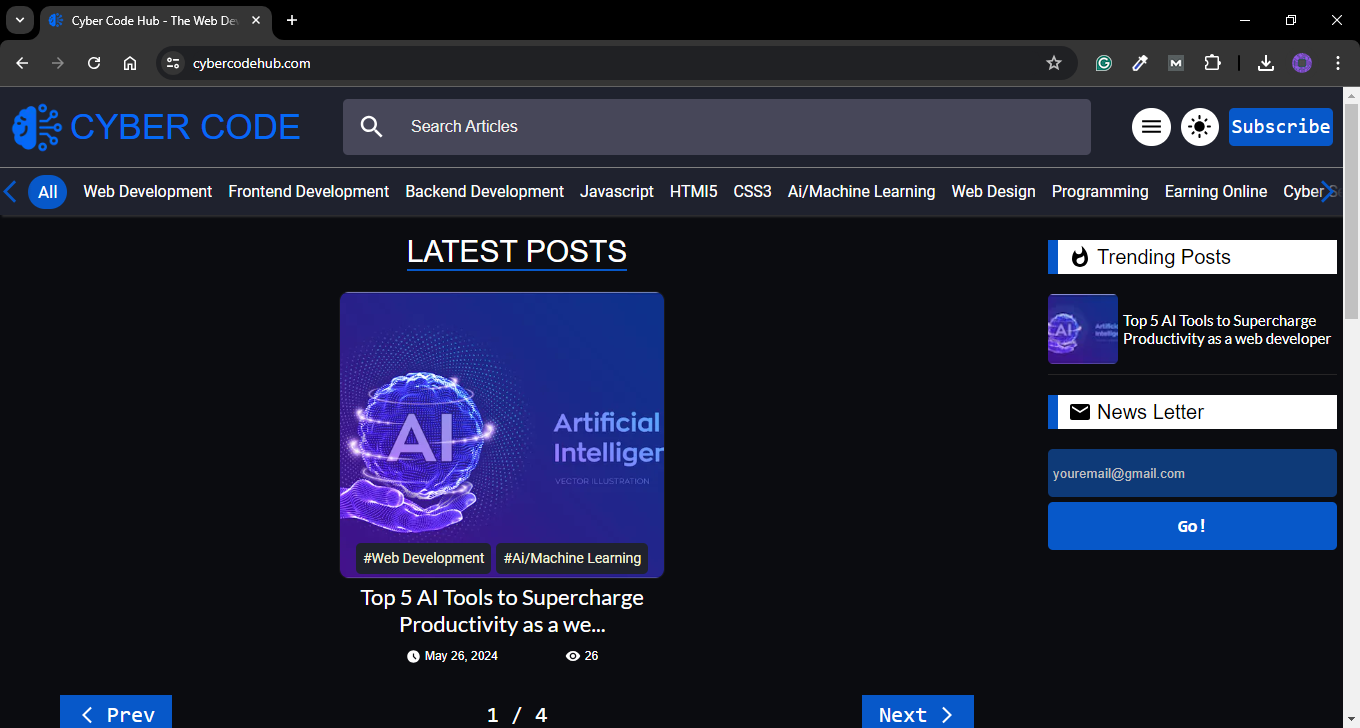 Cyber Code Hub - The Web De
cybercodehub.com
CYBER CODE
Search Articles
Subscribe
All Web Development Frontend Development Backend Development Javascript HTMl5 CSS3 Ai/Machine Learning Web Design Programming Earning Online Cyber
LATEST POSTS
AI
Artificial
Intelligen
VECTOR ILLUSTRATION
#Web Development #Ai/Machine Learning
Top 5 AI Tools to Supercharge
Productivity as a we...
May 26, 2024 26
Prev 1 / 4 Next
Trending Posts
AI
Artifi
Intellige
Top 5 AI Tools to Supercharge
Productivity as a web developer
News Letter
youremail@gmail.com
Go!